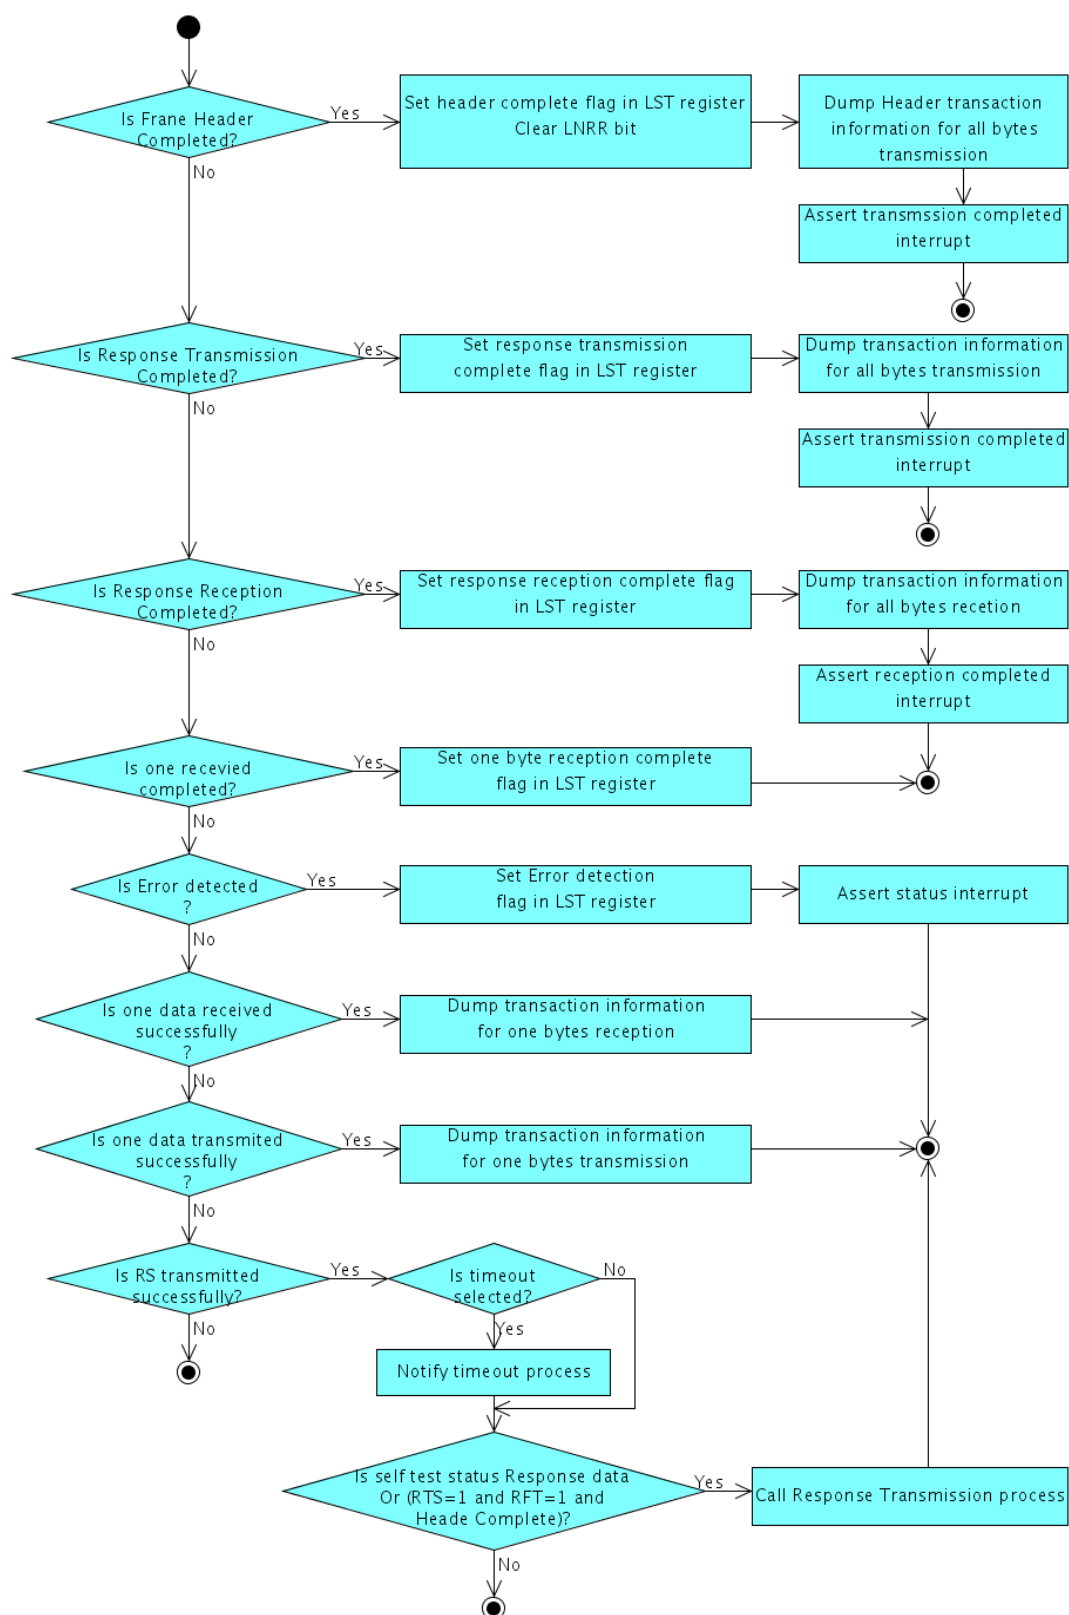 Is Frane Header
Completed?
Yes
Set header complete flag in LST register
Clear LNRR bit
Dump Header transaction
information for all bytes
transmission
No
Assert transmssion completed
interrupt
Is Response Transmission
Completed?
Yes
Set response transmission
complete flag in LST register
Dump transaction information
for all bytes transmission
No
Assert transmission completed
interrupt
Is Response Reception
Completed?
Yes
Set response reception complete flag
in LST register
Dump transaction information
for all bytes recetion
No
Assert reception completed
interrupt
Is one recevied
completed?
Yes
Set one byte reception complete
flag in LST register
No
Is Error detected
?
Yes
Set Error detection
flag in LST register
Assert status interrupt
No
Is one data received
successfully
?
Yes
Dump transaction information
for one bytes reception
No
Is one data transmited
successfully
?
Yes
Dump transaction information
for one bytes transmission
No
Is RS transmitted
successfully?
Yes
Is timeout
selected?
No
No
Yes
Notify timeout process
Is self test status Response data
Or (RTS=1 and RFT=1 and
Heade Complete)?
Yes
Call Response Transmission process
No